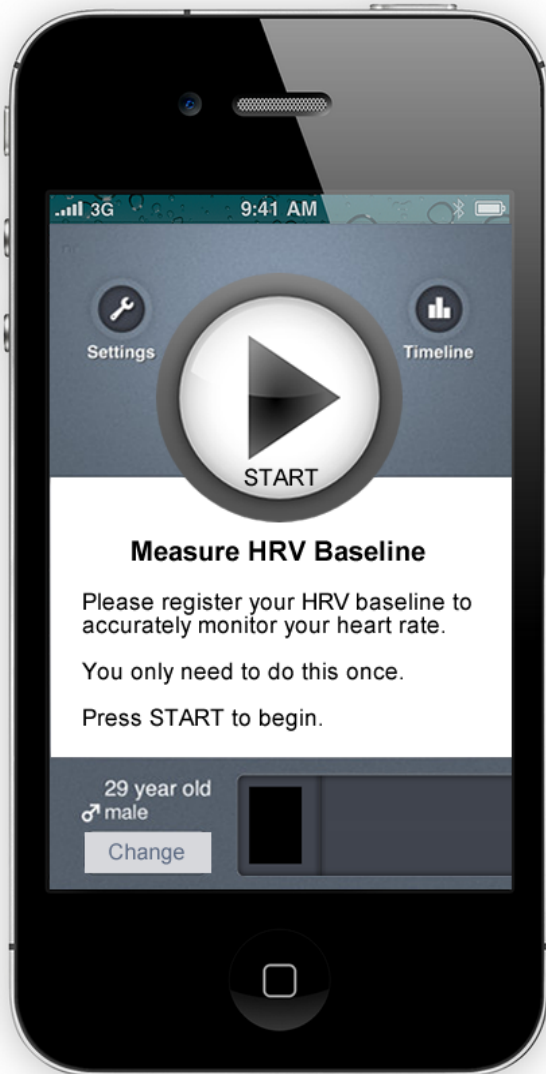 3G 9:41 AM
Settings
Timeline
START
Measure HRV Baseline
Please register your HRV baseline to
accurately monitor your heart rate.
You only need to do this once.
Press START to begin.
29 year old
male
Change